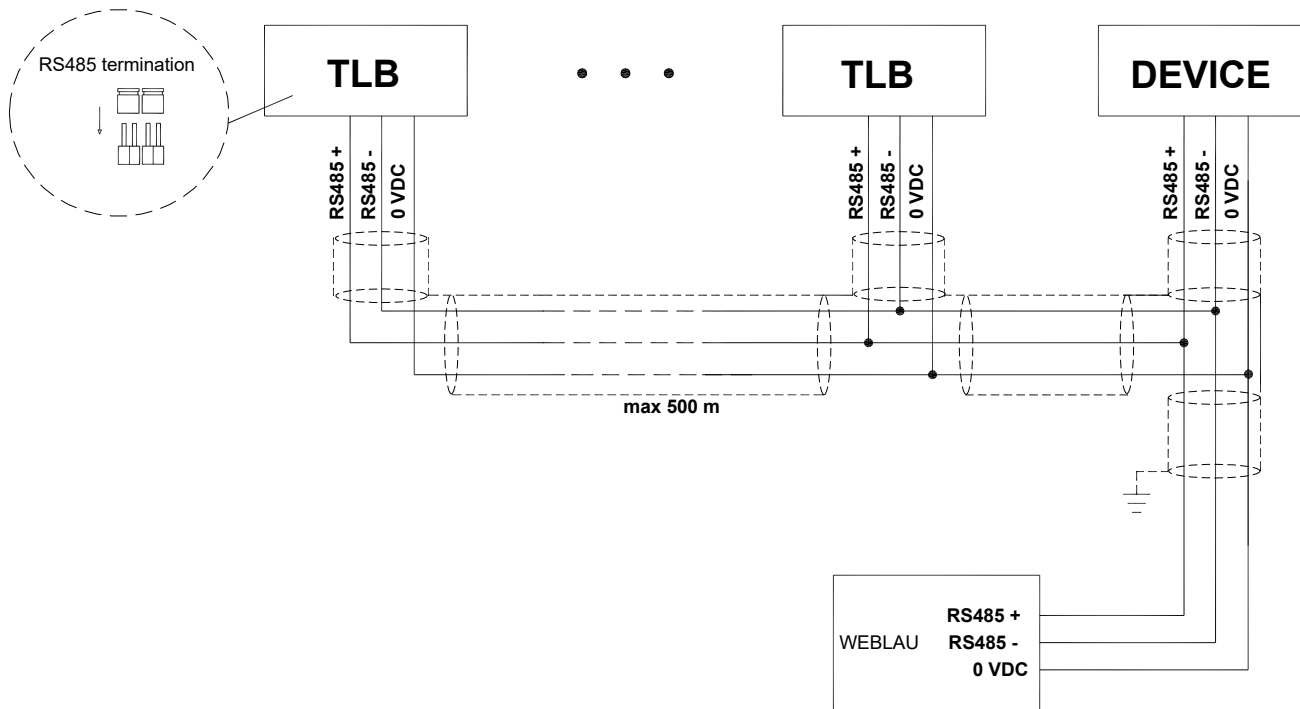 RS485 termination
TLB
TLB
DEVICE
RS485 +
RS485 -
0 VDC
RS485 +
RS485 -
0 VDC
RS485 +
RS485 -
0 VDC
max 500 m
WEBLAU
RS485 +
RS485 -
0 VDC